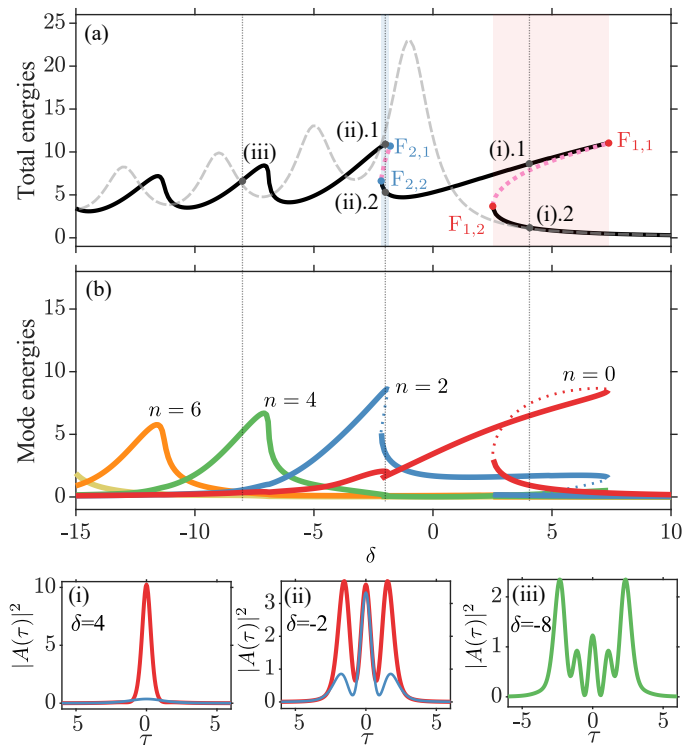 (a)
Total energies
25
20
15
10
5
0
(iii)
(ii).1
F2,1
F2,2
(ii).2
(i).1
F1,1
F1,2
(i).2
(b)
Mode energies
25
20
15
10
5
0
n = 6
n = 4
n = 2
n = 0
-15 -10 -5 0 5 10
δ
(i)
δ=4
|A(τ)|²
10
5
0
-5 0 5
τ
(ii)
δ=-2
|A(τ)|²
3
2
1
0
-5 0 5
τ
(iii)
δ=-8
|A(τ)|²
2
1
0
-5 0 5
τ